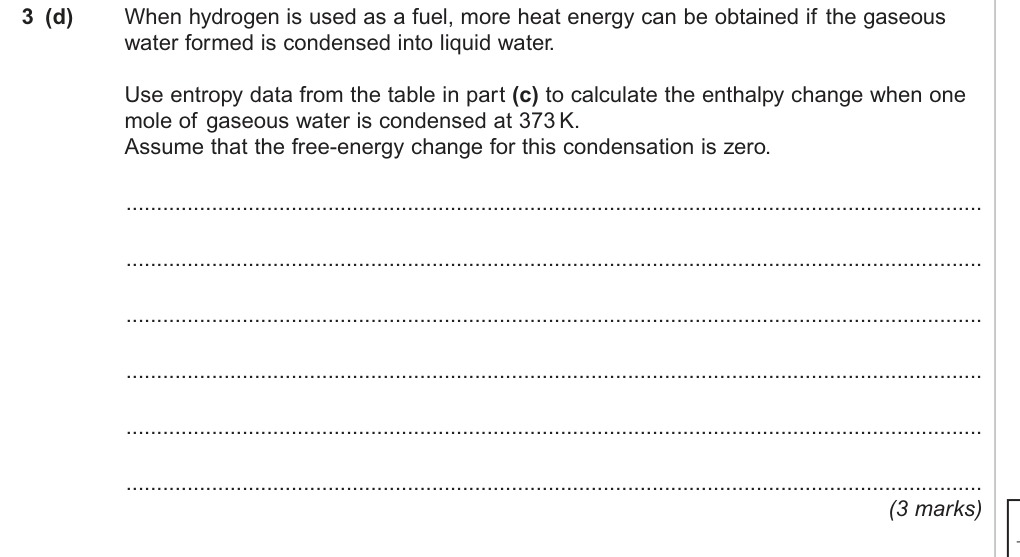 3 (d) When hydrogen is used as a fuel, more heat energy can be obtained if the gaseous
water formed is condensed into liquid water.
Use entropy data from the table in part (c) to calculate the enthalpy change when one
mole of gaseous water is condensed at 373 K.
Assume that the free-energy change for this condensation is zero.
(3 marks)